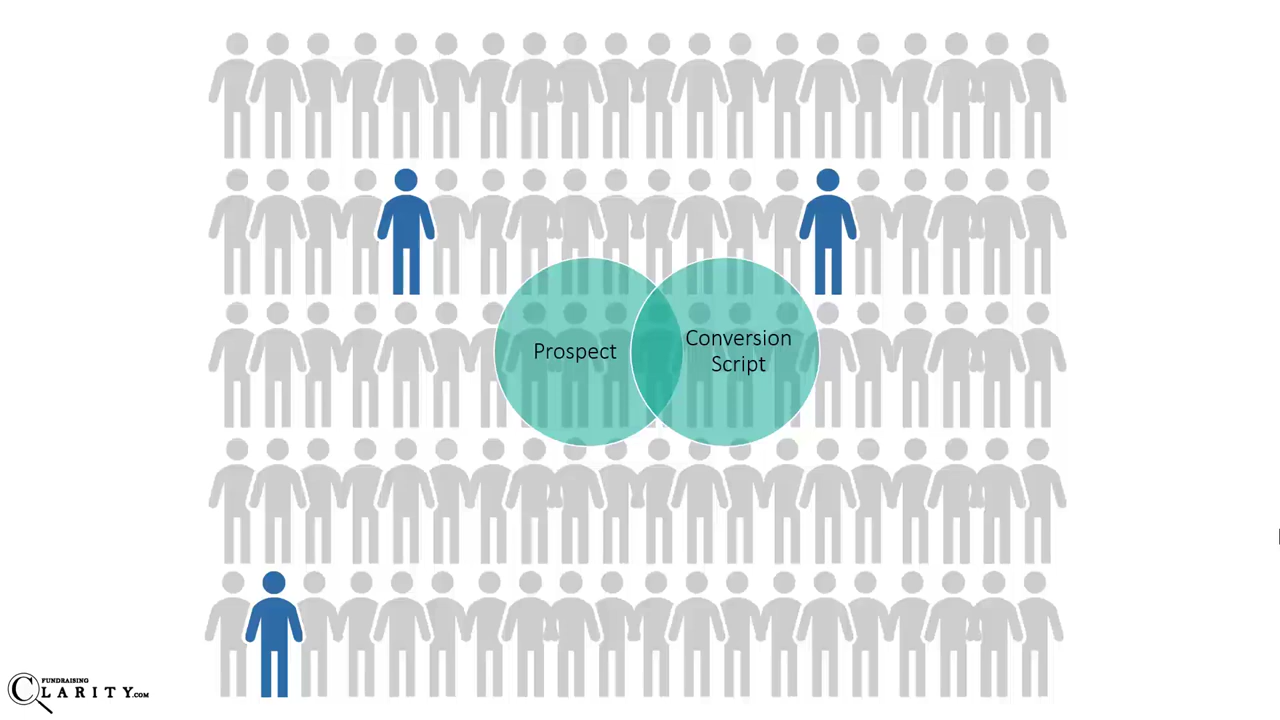 Prospect
Conversion
Script
FUNDRAISING
CLARITY.COM